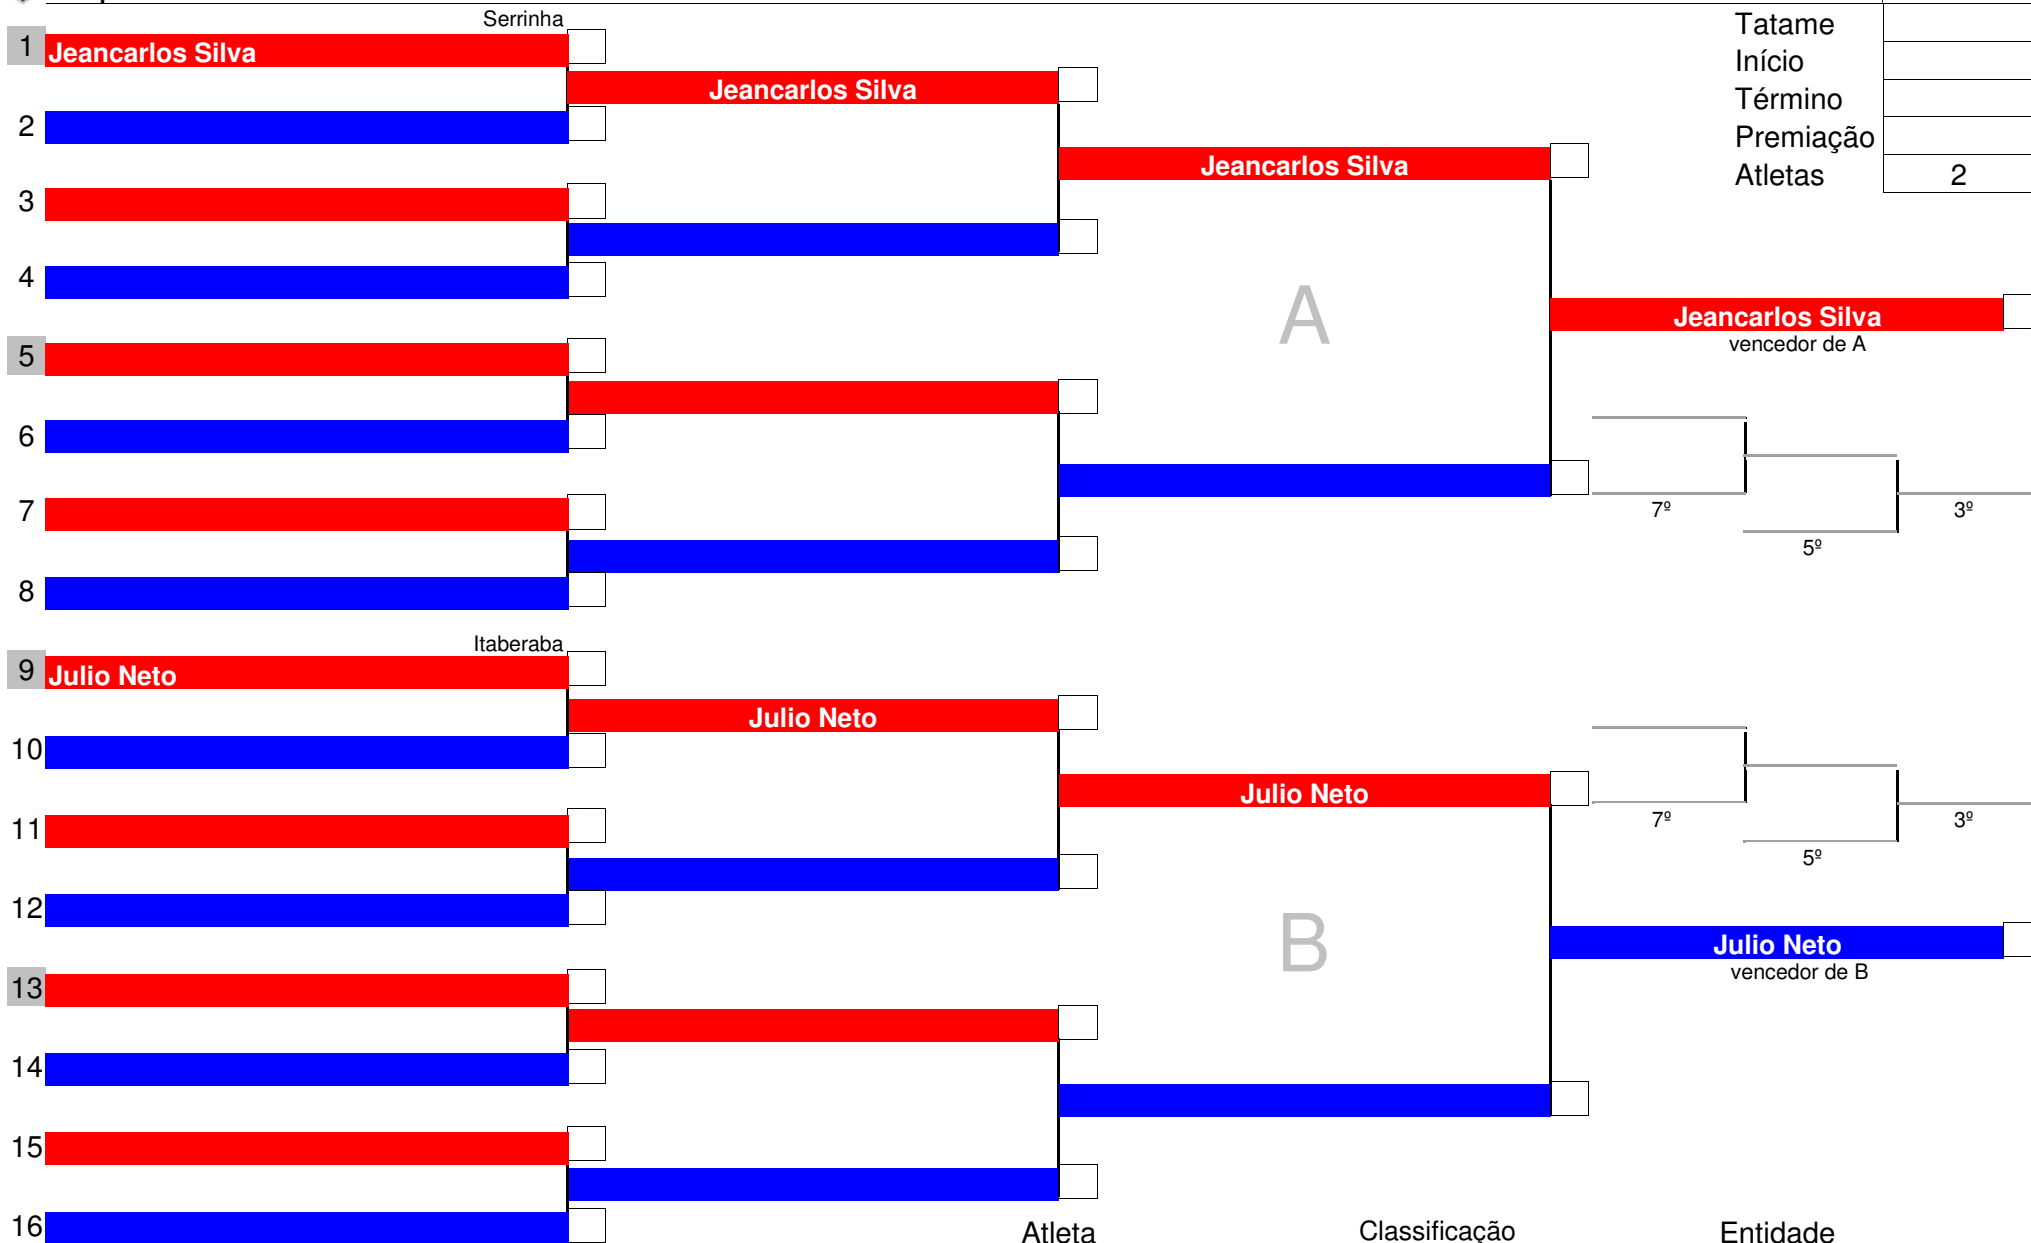 Serrinha
Tatame
1 Jeancarlos Silva
Início
Jeancarlos Silva
Término
2
Premiação
Jeancarlos Silva
Atletas 2
3
4
A
Jeancarlos Silva
vencedor de A
5
6
7
7º 3º
5º
8
Itaberaba
9 Julio Neto
Julio Neto
10
Julio Neto
11
7º 3º
5º
12
B
Julio Neto
vencedor de B
13
14
15
16
Atleta Classificação Entidade